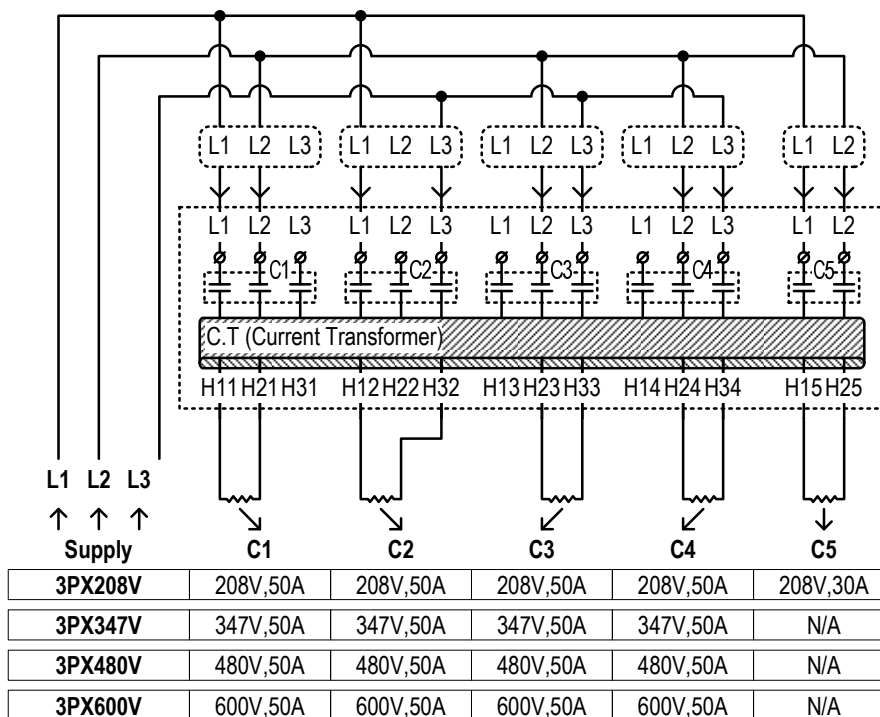 L1 L2 L3 L1 L2 L3 L1 L2 L3 L1 L2 L3 L1 L2
L1 L2 L3 L1 L2 L3 L1 L2 L3 L1 L2 L3 L1 L2
C1 C2 C3 C4 C5
C.T (Current Transformer)
H11 H21 H31 H12 H22 H32 H13 H23 H33 H14 H24 H34 H15 H25
L1 L2 L3
Supply C1 C2 C3 C4 C5
3PX208V 208V,50A 208V,50A 208V,50A 208V,50A 208V,30A
3PX347V 347V,50A 347V,50A 347V,50A 347V,50A N/A
3PX480V 480V,50A 480V,50A 480V,50A 480V,50A N/A
3PX600V 600V,50A 600V,50A 600V,50A 600V,50A N/A